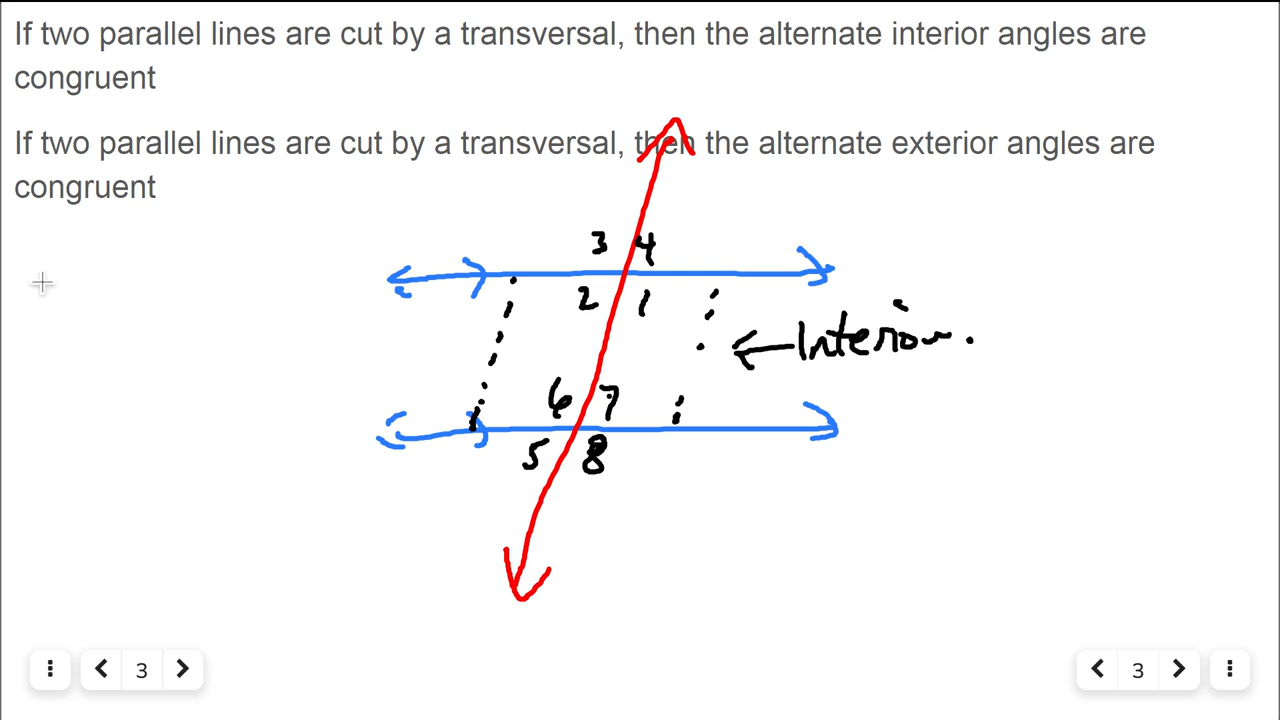 If two parallel lines are cut by a transversal, then the alternate interior angles are
congruent
If two parallel lines are cut by a transversal, then the alternate exterior angles are
congruent
3 4
2 1
Interior.
6 7
5 8
3
3